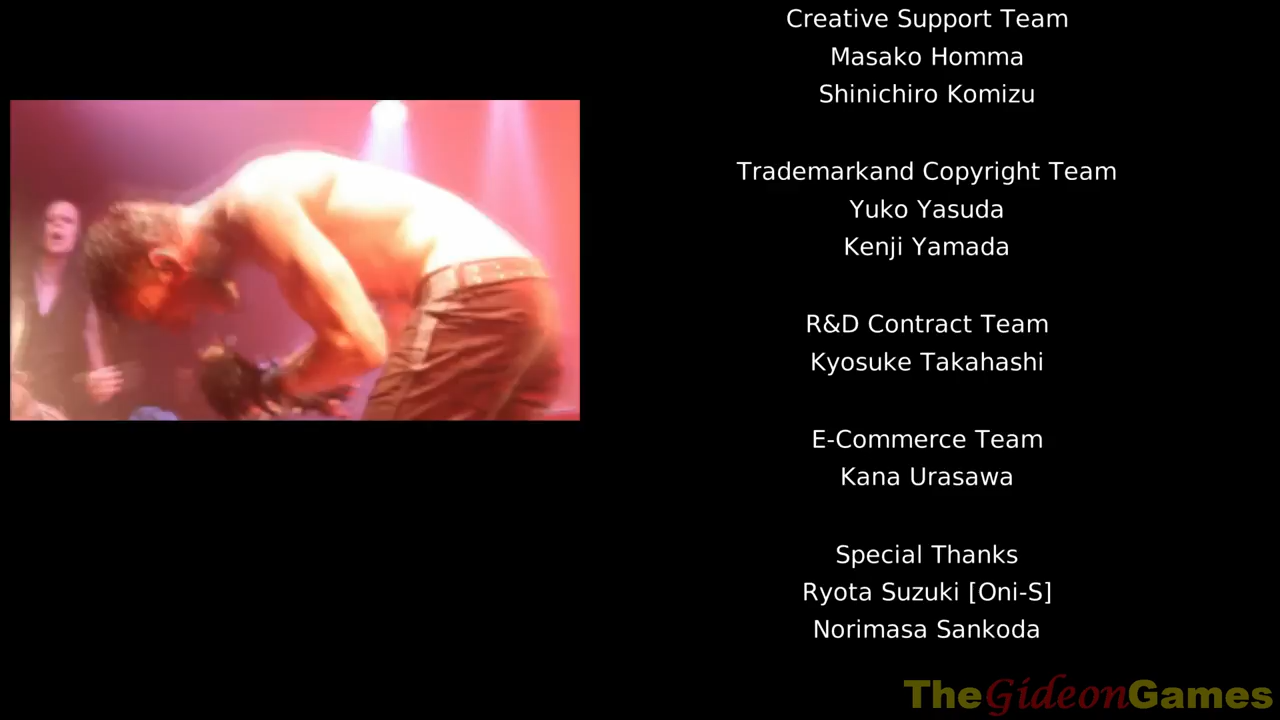 Creative Support Team
Masako Homma
Shinichiro Komizu
Trademarkand Copyright Team
Yuko Yasuda
Kenji Yamada
R&D Contract Team
Kyosuke Takahashi
E-Commerce Team
Kana Urasawa
Special Thanks
Ryota Suzuki [Oni-S]
Norimasa Sankoda
TheGideonGames